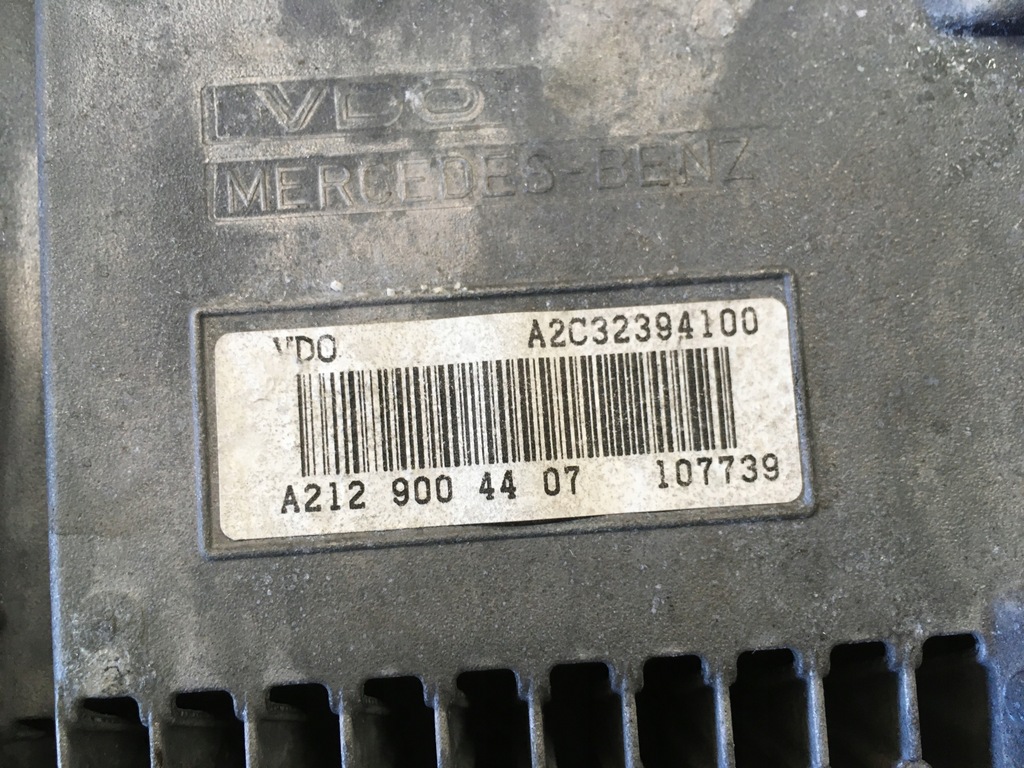 VDO
MERCEDES-BENZ
VDO A2C32394100
A212 900 44 07 107739